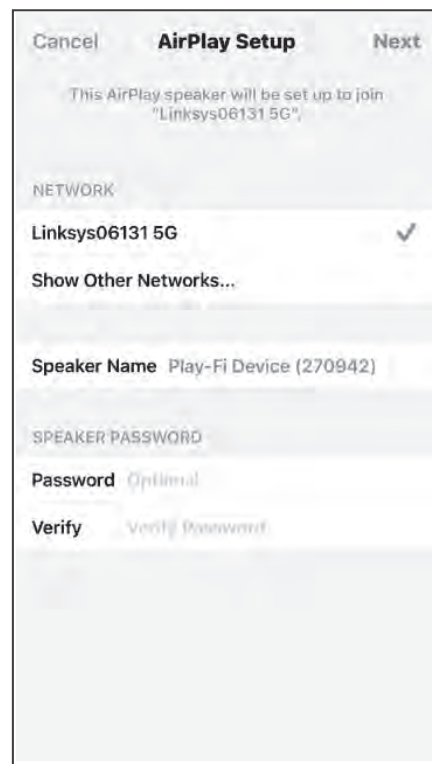 Cancel AirPlay Setup Next
This AirPlay speaker will be set up to join
"Linksys06131 5G".
NETWORK
Linksys06131 5G
Show Other Networks...
Speaker Name Play-Fi Device (270942)
SPEAKER PASSWORD
Password Optional
Verify Verify Password